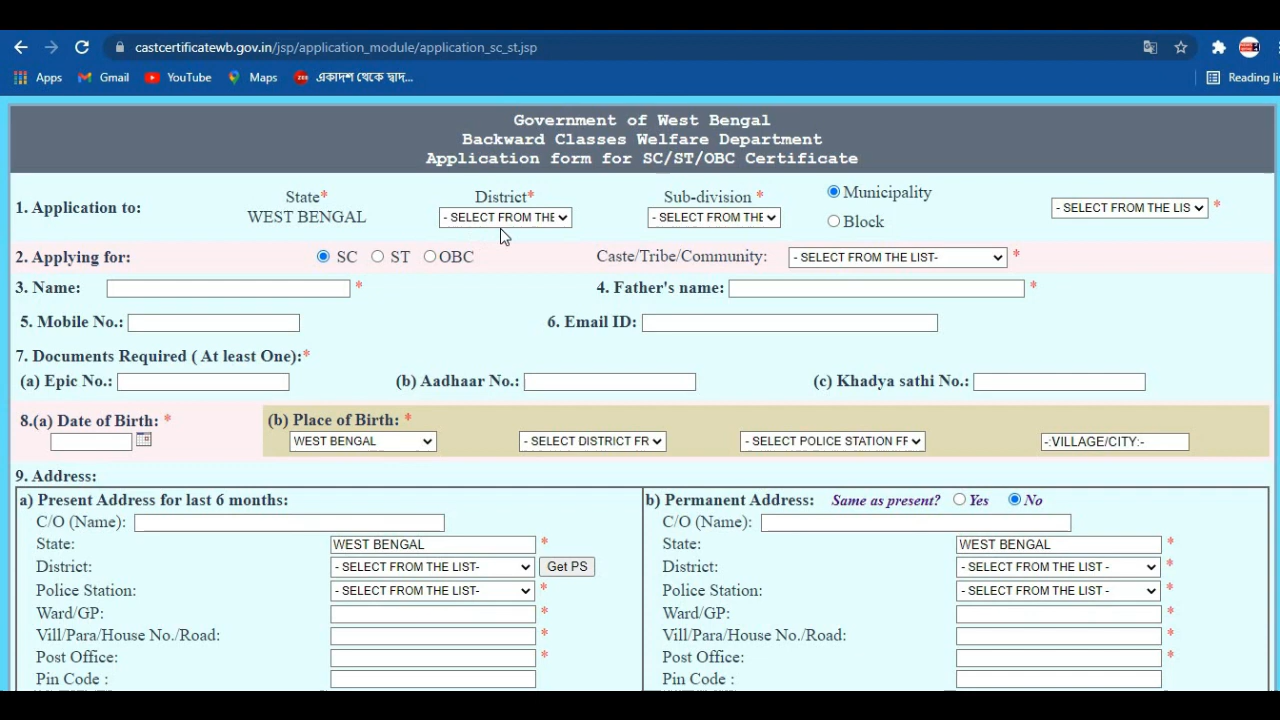 castcertificatewb.gov.in/jsp/application_module/application_sc_st.jsp
Apps Gmail YouTube Maps একাদশ থেকে দ্বাদ... Reading lis
Government of West Bengal
Backward Classes Welfare Department
Application form for SC/ST/OBC Certificate
1. Application to: State* District* Sub-division * Municipality
WEST BENGAL - SELECT FROM THE - SELECT FROM THE Block - SELECT FROM THE LIS *
2. Applying for: SC ST OBC Caste/Tribe/Community: - SELECT FROM THE LIST- *
3. Name: * 4. Father's name: *
5. Mobile No.: 6. Email ID:
7. Documents Required ( At least One):*
(a) Epic No.: (b) Aadhaar No.: (c) Khadya sathi No.:
8.(a) Date of Birth: * (b) Place of Birth: *
WEST BENGAL - SELECT DISTRICT FR - SELECT POLICE STATION FF -:VILLAGE/CITY:-
9. Address:
a) Present Address for last 6 months: b) Permanent Address: Same as present? Yes No
C/O (Name): C/O (Name):
State: WEST BENGAL * State: WEST BENGAL *
District: - SELECT FROM THE LIST- Get PS District: - SELECT FROM THE LIST - *
Police Station: - SELECT FROM THE LIST- * Police Station: - SELECT FROM THE LIST - *
Ward/GP: * Ward/GP: *
Vill/Para/House No./Road: * Vill/Para/House No./Road: *
Post Office: * Post Office: *
Pin Code : Pin Code :